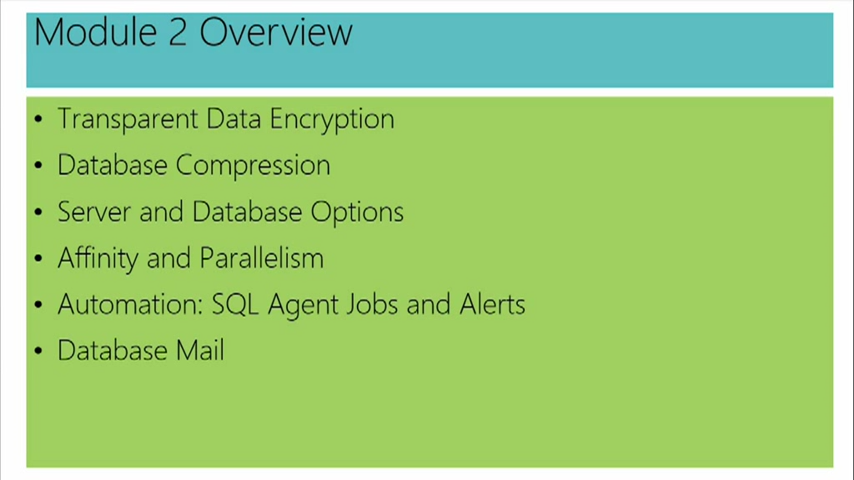 Module 2 Overview
• Transparent Data Encryption
• Database Compression
• Server and Database Options
• Affinity and Parallelism
• Automation: SQL Agent Jobs and Alerts
• Database Mail